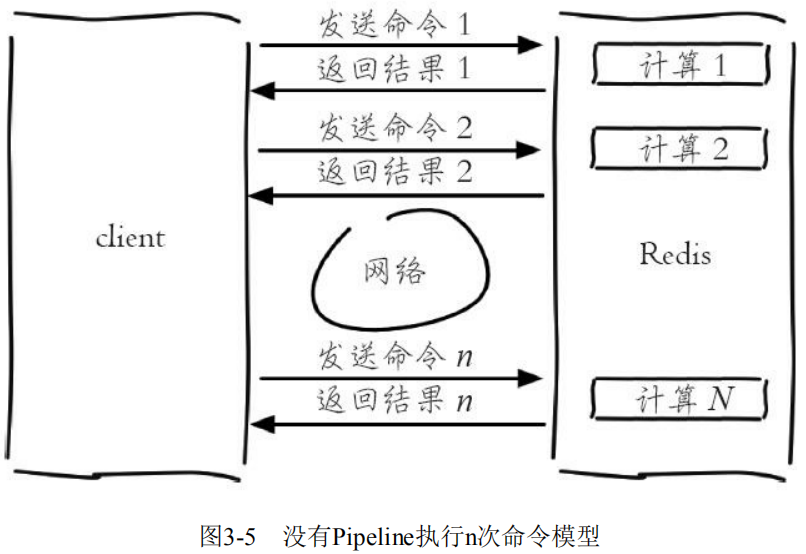 发送命令 1
返回结果 1
计算 1
发送命令 2
返回结果 2
计算 2
client
网络
Redis
发送命令 n
返回结果 n
计算 N
图3-5 没有Pipeline执行n次命令模型